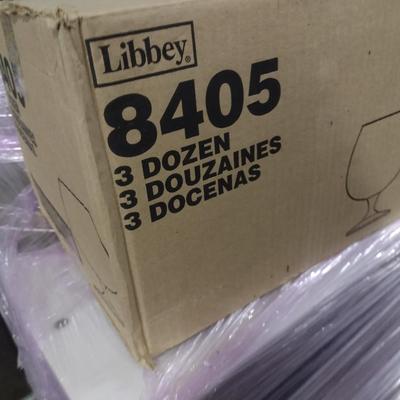 Libbey®
8405
3 DOZEN
3 DOUZAINES
3 DOCENAS